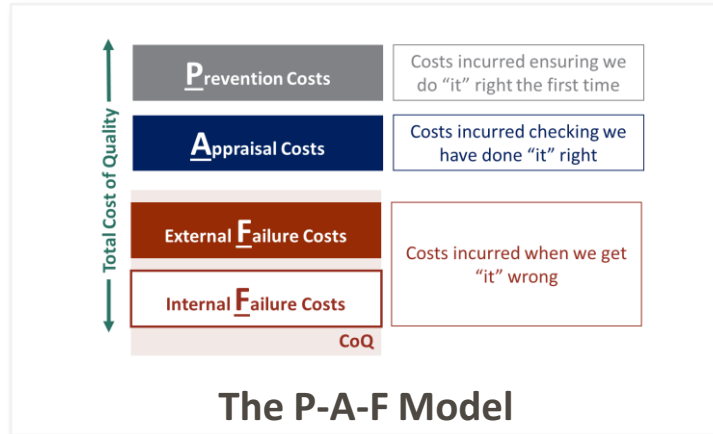 Total Cost of Quality
Prevention Costs
Costs incurred ensuring we
do “it” right the first time
Appraisal Costs
Costs incurred checking we
have done “it” right
External Failure Costs
Costs incurred when we get
“it” wrong
Internal Failure Costs
CoQ
The P-A-F Model